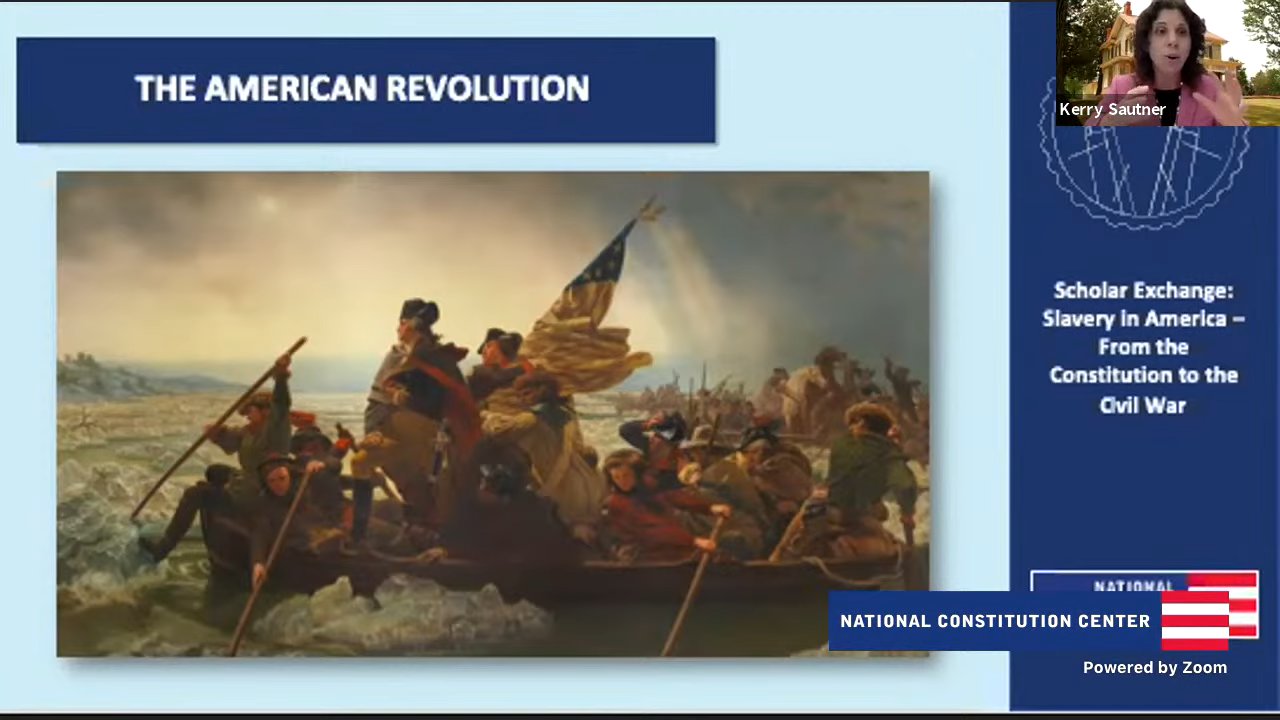 THE AMERICAN REVOLUTION
Kerry Sautner
Scholar Exchange:
Slavery in America –
From the
Constitution to the
Civil War
NATIONAL
NATIONAL CONSTITUTION CENTER
Powered by Zoom